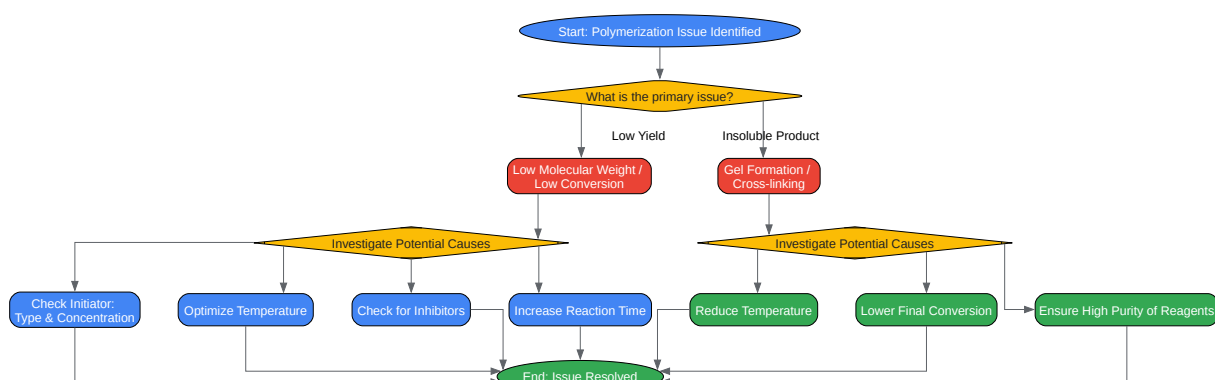 Start: Polymerization Issue Identified
What is the primary issue?
Low Yield
Insoluble Product
Low Molecular Weight /
Low Conversion
Gel Formation /
Cross-linking
Investigate Potential Causes
Investigate Potential Causes
Check Initiator:
Type & Concentration
Optimize Temperature
Check for Inhibitors
Increase Reaction Time
Reduce Temperature
Lower Final Conversion
Ensure High Purity of Reagents
End: Issue Resolved